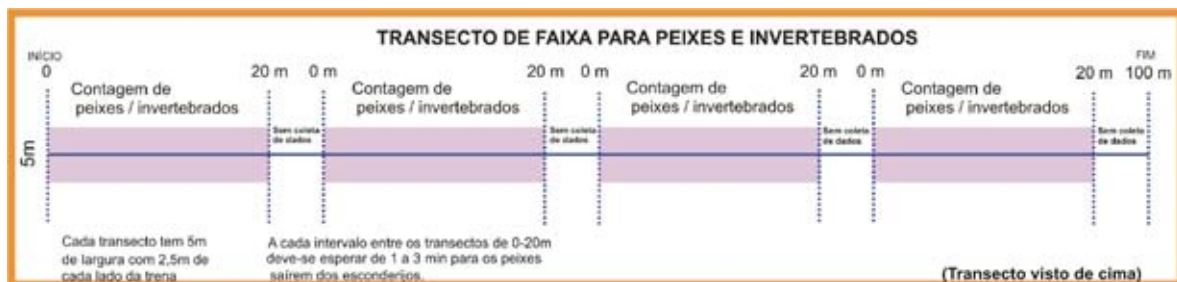 TRANSECTO DE FAIXA PARA PEIXES E INVERTEBRADOS
INÍCIO
FIM
0
20 m
0 m
20 m
0 m
20 m
0 m
20 m
100 m
Contagem de
peixes / invertebrados
Contagem de
peixes / invertebrados
Contagem de
peixes / invertebrados
Contagem de
peixes / invertebrados
Sem coleta
de dados
Sem coleta
de dados
Sem coleta
de dados
Sem coleta
de dados
5m
Cada transecto tem 5m
de largura com 2,5m de
cada lado da trena
A cada intervalo entre os transectos de 0-20m
deve-se esperar de 1 a 3 min para os peixes
saírem dos esconderijos.
(Transecto visto de cima)